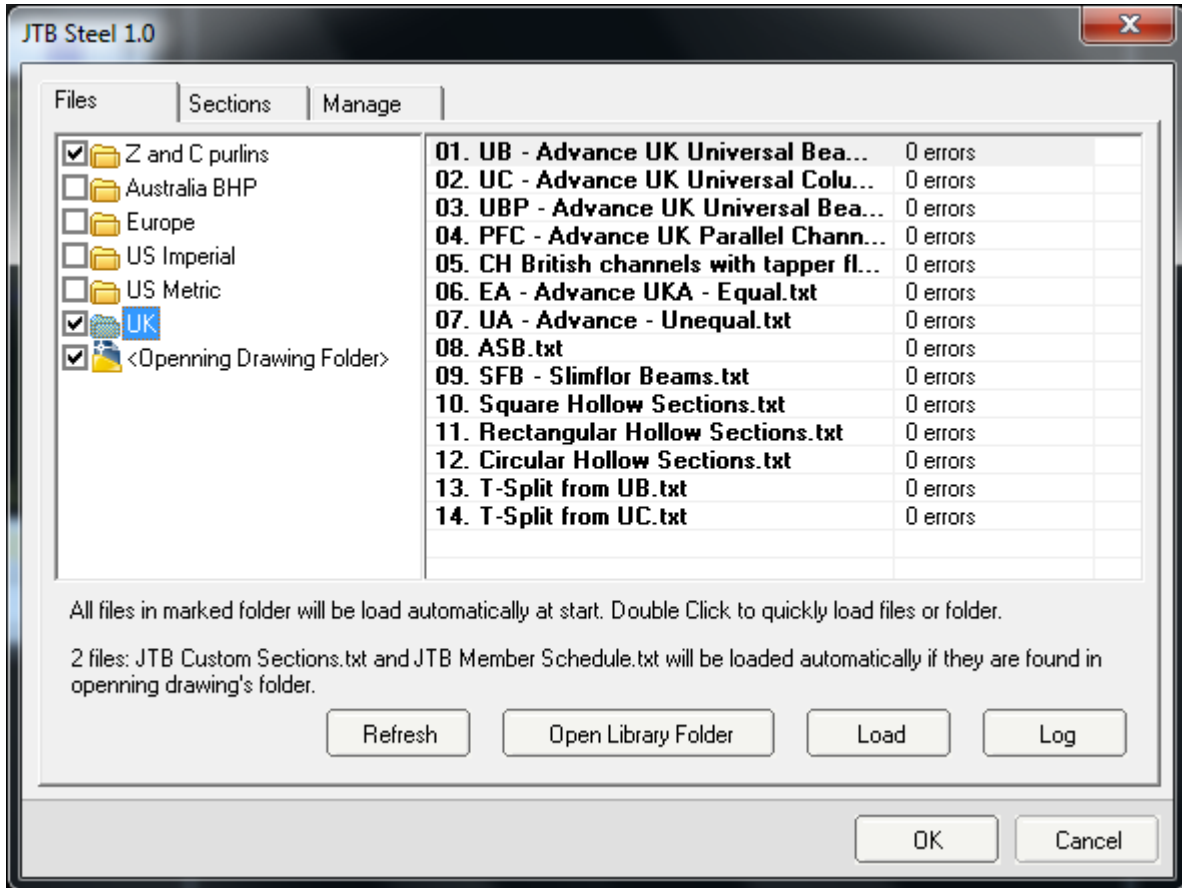 JTB Steel 1.0
Files Sections Manage
Z and C purlins
Australia BHP
Europe
US Imperial
US Metric
UK
<Openning Drawing Folder>
01. UB - Advance UK Universal Bea... 0 errors
02. UC - Advance UK Universal Colu... 0 errors
03. UBP - Advance UK Universal Bea... 0 errors
04. PFC - Advance UK Parallel Chann... 0 errors
05. CH British channels with tapper fl... 0 errors
06. EA - Advance UKA - Equal.txt 0 errors
07. UA - Advance - Unequal.txt 0 errors
08. ASB.txt 0 errors
09. SFB - Slimflor Beams.txt 0 errors
10. Square Hollow Sections.txt 0 errors
11. Rectangular Hollow Sections.txt 0 errors
12. Circular Hollow Sections.txt 0 errors
13. T-Split from UB.txt 0 errors
14. T-Split from UC.txt 0 errors
All files in marked folder will be load automatically at start. Double Click to quickly load files or folder.
2 files: JTB Custom Sections.txt and JTB Member Schedule.txt will be loaded automatically if they are found in
openning drawing's folder.
Refresh Open Library Folder Load Log
OK Cancel